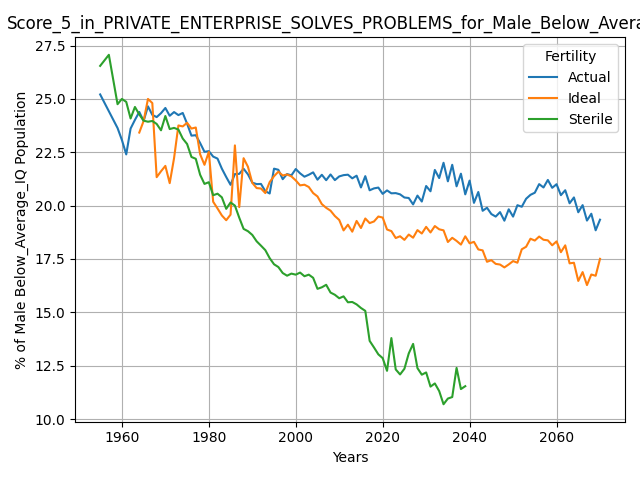 Score_5_in_PRIVATE_ENTERPRISE_SOLVES_PROBLEMS_for_Male_Below_Avera
27.5
25.0
22.5
20.0
17.5
15.0
12.5
10.0
% of Male Below_Average_IQ Population
Fertility
Actual
Ideal
Sterile
1960
1980
2000
2020
2040
2060
Years